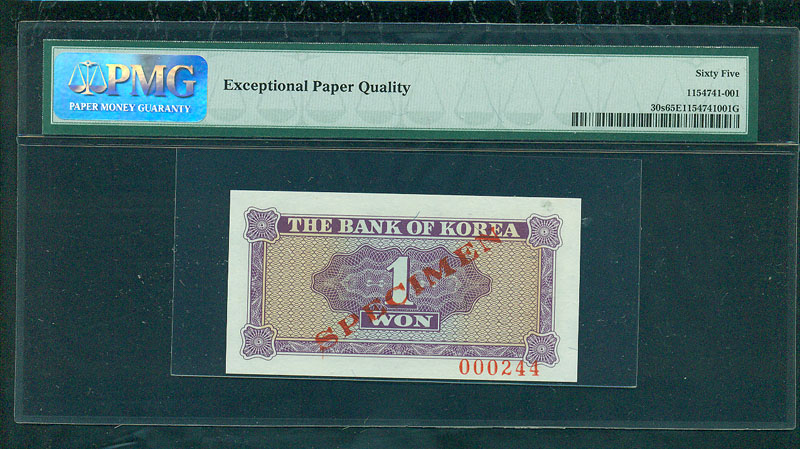 PMG
PAPER MONEY GUARANTY
Exceptional Paper Quality
Sixty Five
1154741-001
30s65E1154741001G
THE BANK OF KOREA
1
WON
SPECIMEN
000244